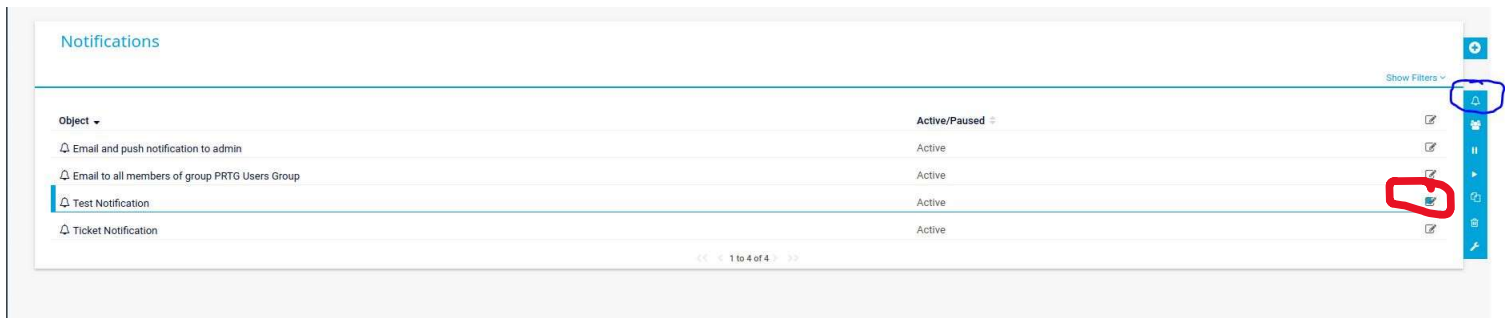 Notifications
Show Filters
Object Active/Paused
Email and push notification to admin Active
Email to all members of group PRTG Users Group Active
Test Notification Active
Ticket Notification Active
<< < 1 to 4 of 4 > >>